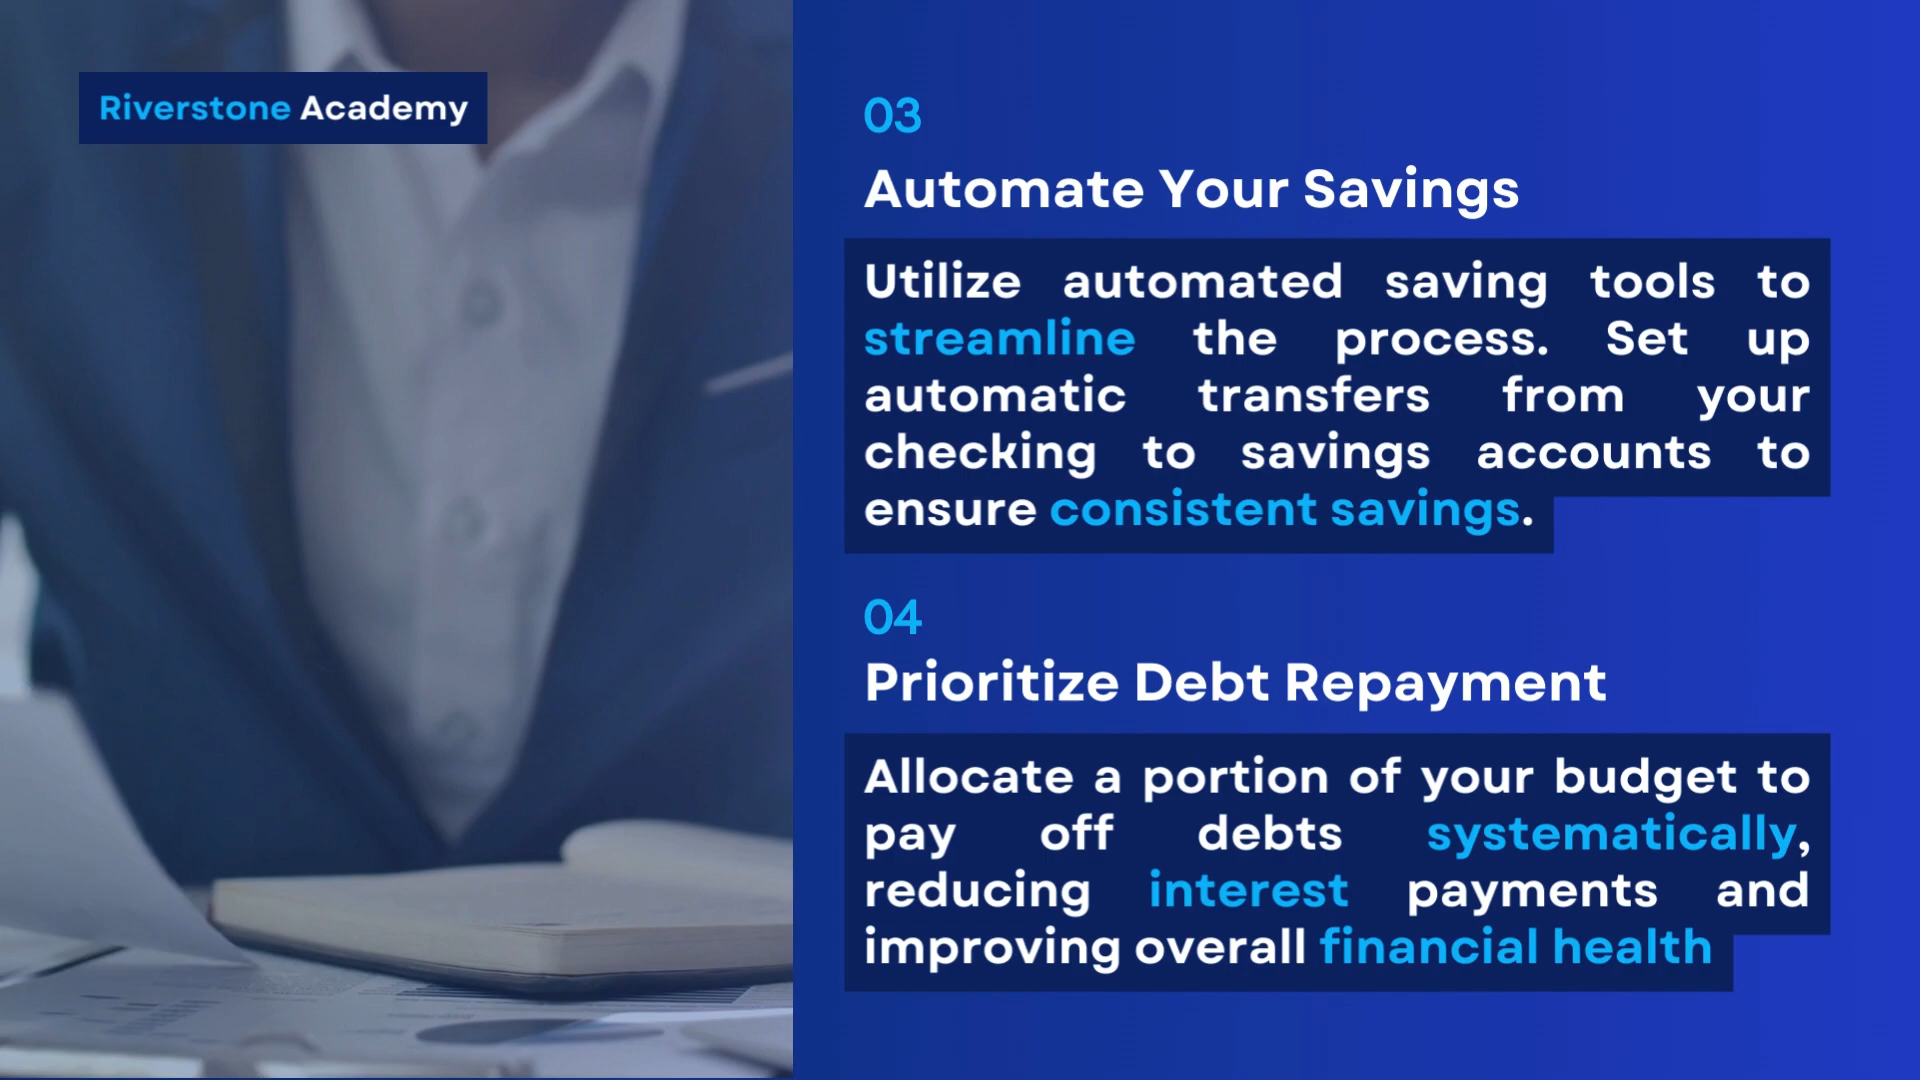 Riverstone Academy
03
Automate Your Savings
Utilize automated saving tools to
streamline the process. Set up
automatic transfers from your
checking to savings accounts to
ensure consistent savings.
04
Prioritize Debt Repayment
Allocate a portion of your budget to
pay off debts systematically,
reducing interest payments and
improving overall financial health